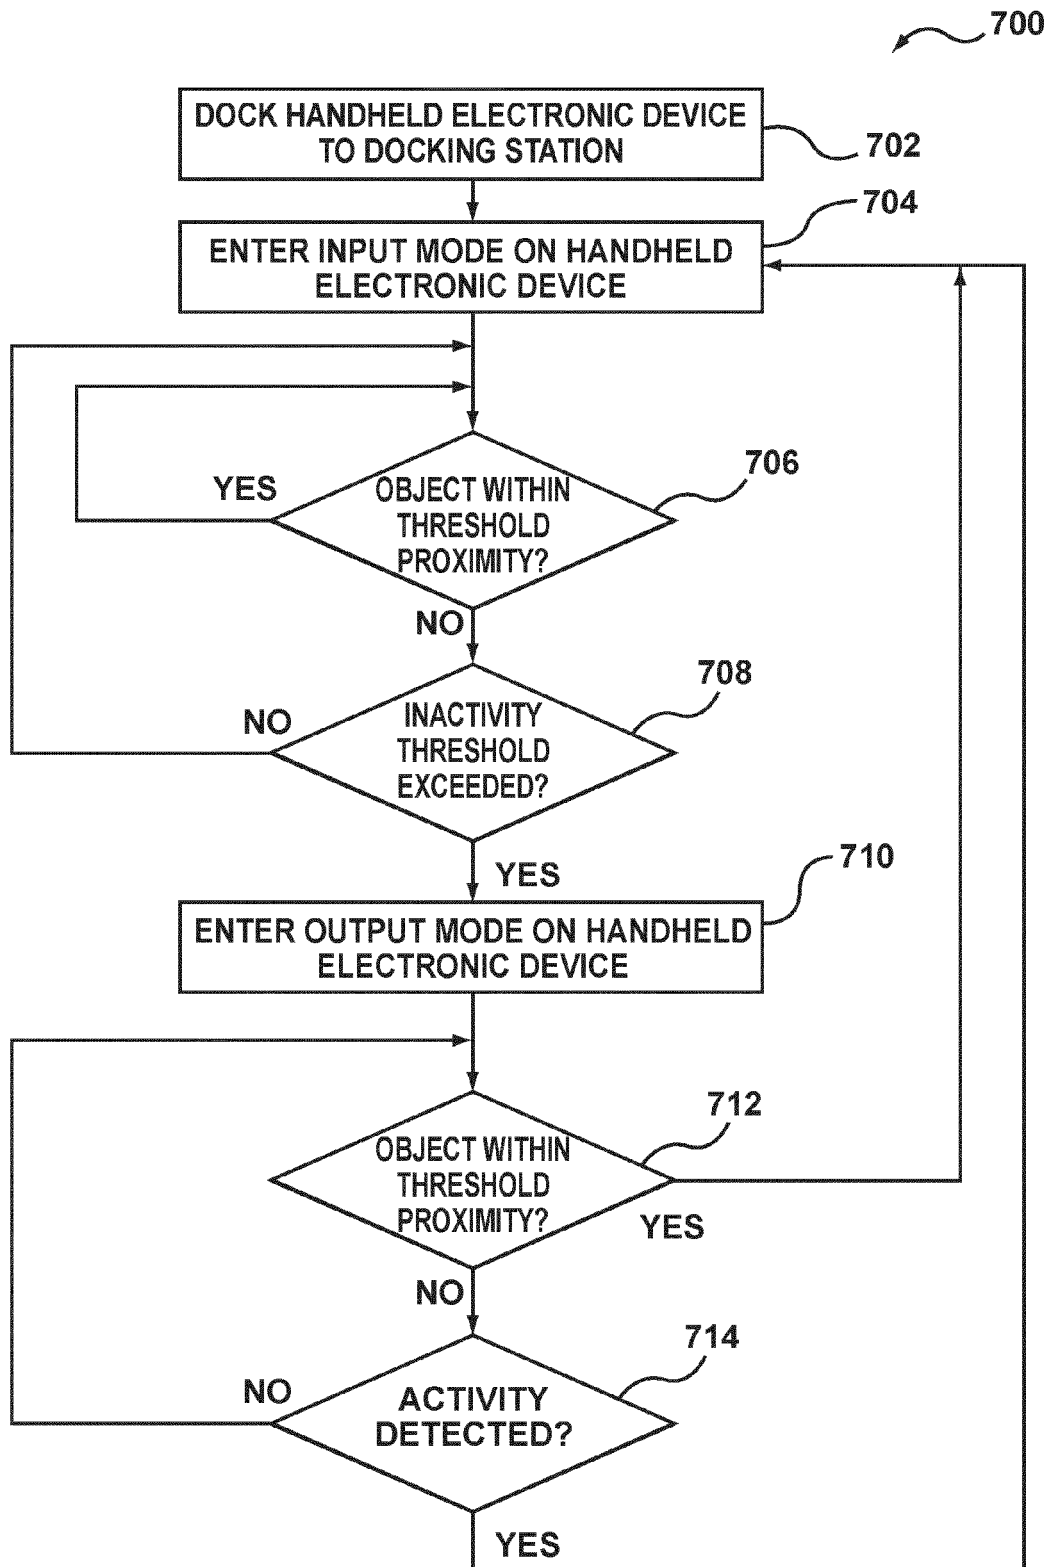 700
DOCK HANDHELD ELECTRONIC DEVICE
TO DOCKING STATION
702
704
ENTER INPUT MODE ON HANDHELD
ELECTRONIC DEVICE
706
YES
OBJECT WITHIN
THRESHOLD
PROXIMITY?
NO
708
NO
INACTIVITY
THRESHOLD
EXCEEDED?
YES
710
ENTER OUTPUT MODE ON HANDHELD
ELECTRONIC DEVICE
712
OBJECT WITHIN
THRESHOLD
PROXIMITY?
YES
NO
714
NO
ACTIVITY
DETECTED?
YES